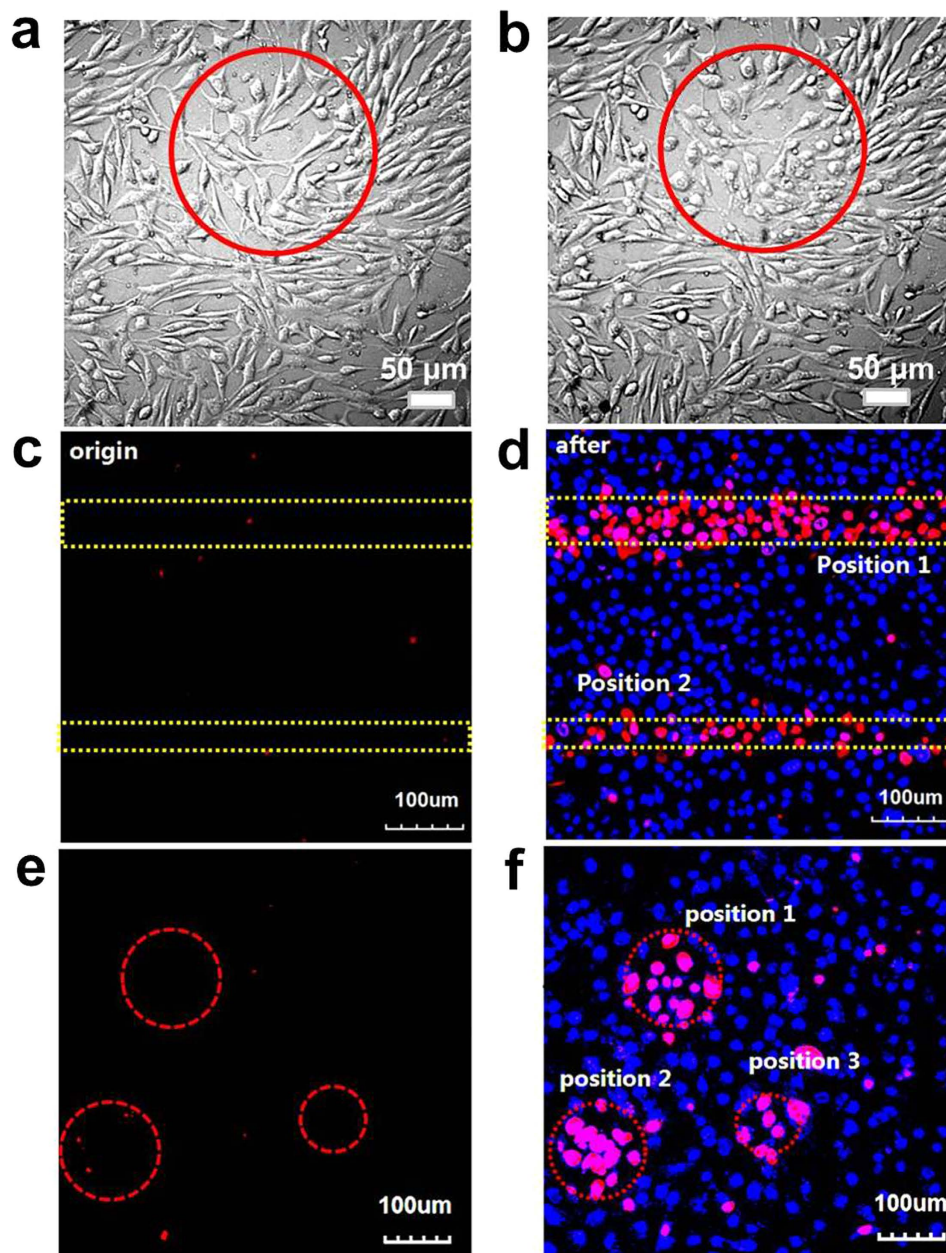 a
b
50 µm
50 µm
c
origin
d
after
Position 1
Position 2
100um
100um
e
f
position 1
position 3
position 2
100um
100um